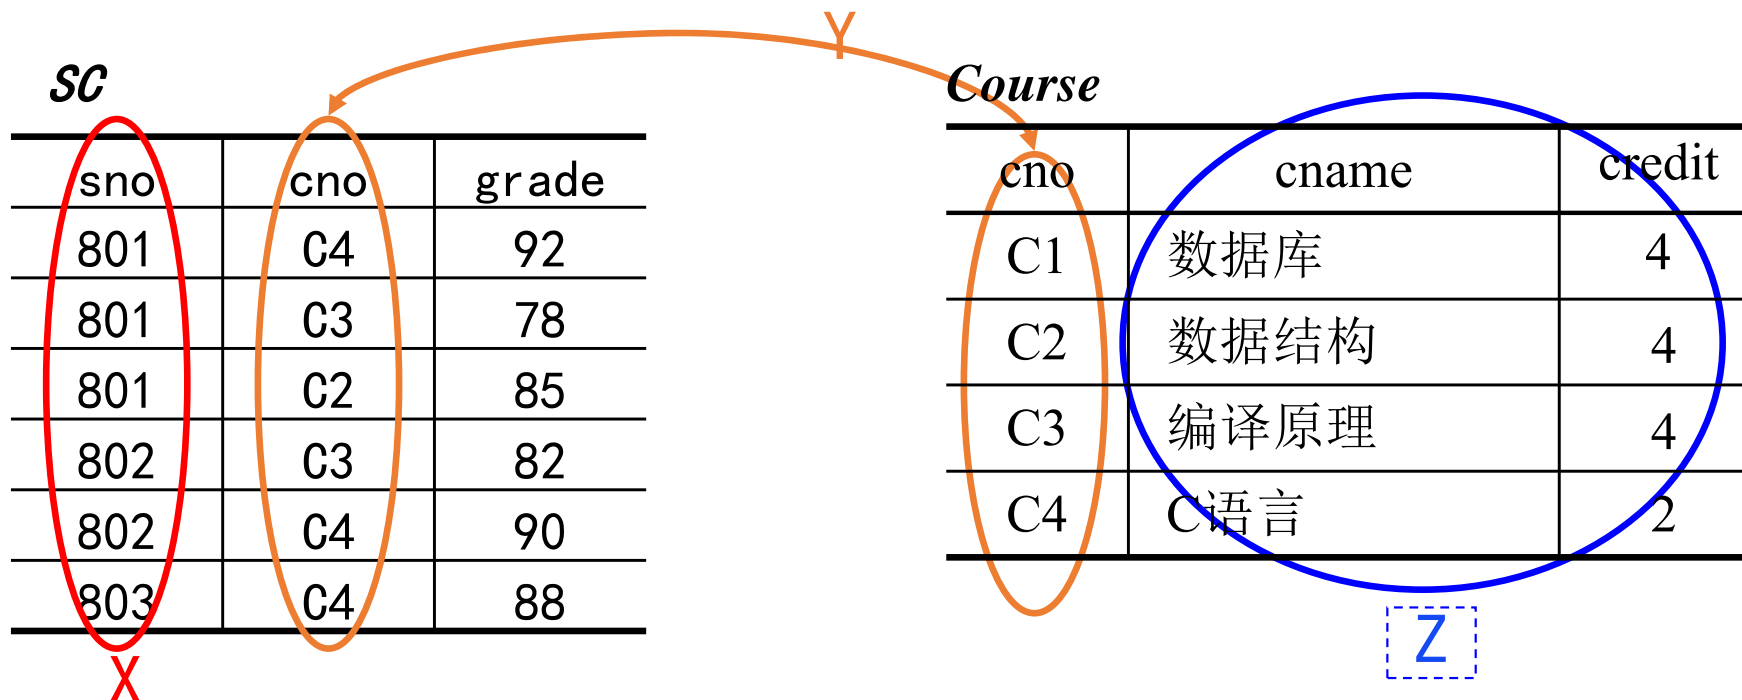 Y
SC
sno cno grade
801 C4 92
801 C3 78
801 C2 85
802 C3 82
802 C4 90
803 C4 88
X
Course
cno cname credit
C1 数据库 4
C2 数据结构 4
C3 编译原理 4
C4 C语言 2
Z